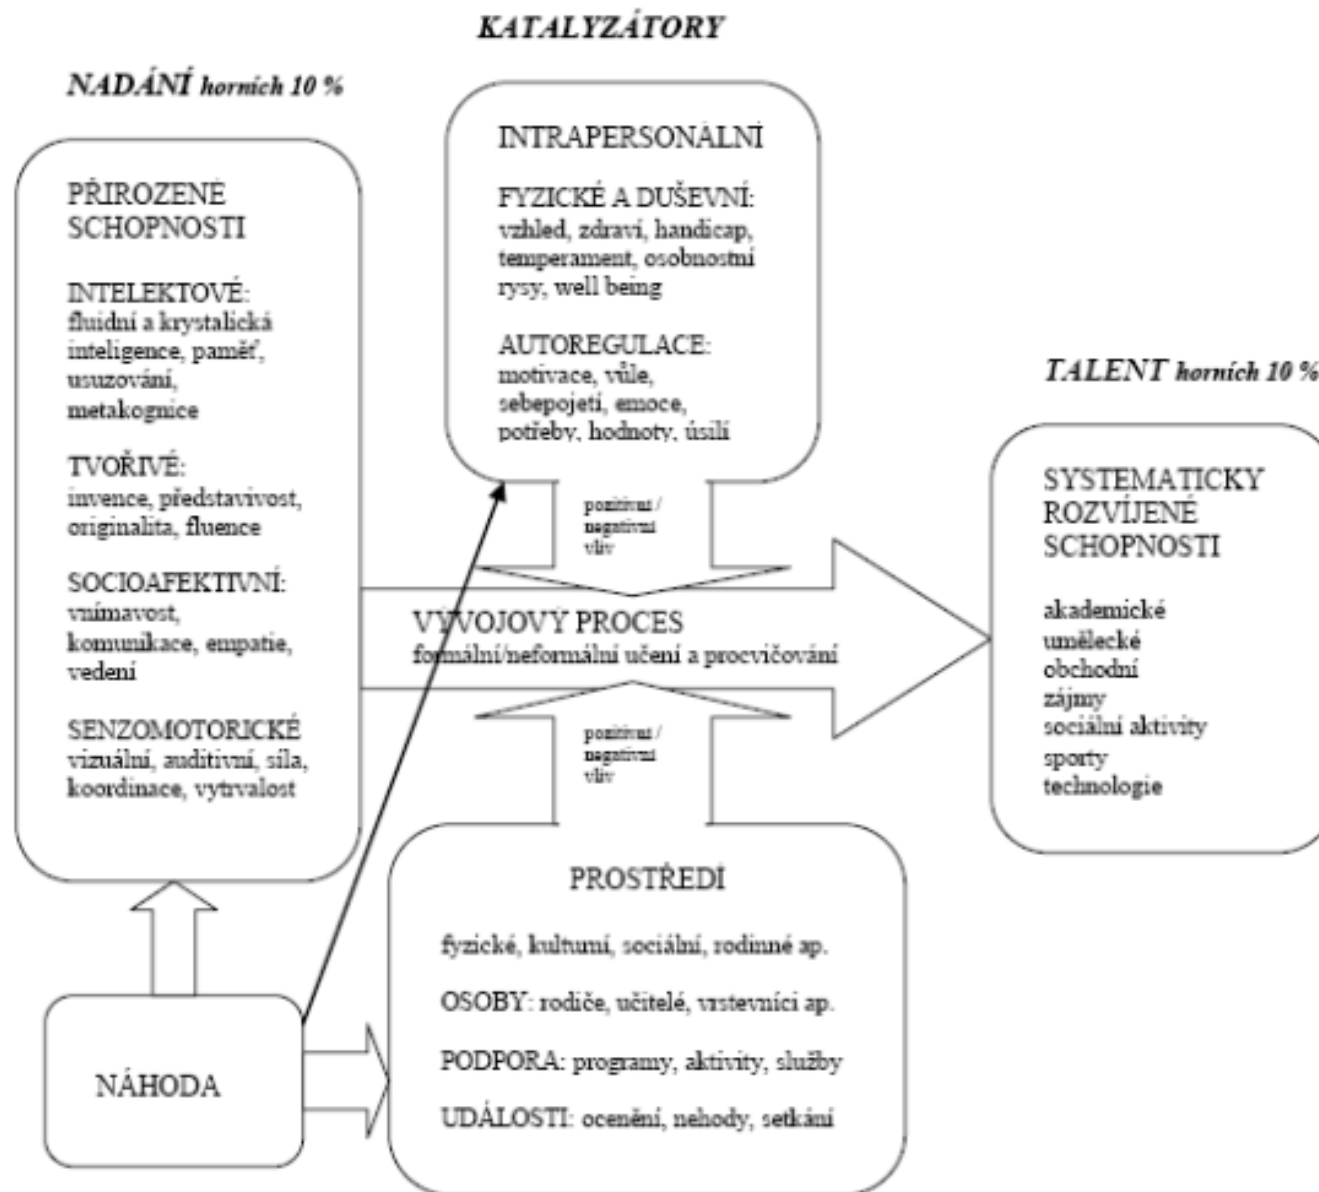 KATALYZÁTORY
NADÁNÍ horních 10 %
PŘIROZENÉ
SCHOPNOSTI
INTELEKTOVÉ:
fluidní a krystalická
inteligence, paměť,
usuzování,
metakognice
TVOŘIVÉ:
invence, představivost,
originalita, fluence
SOCIOAFEKTIVNÍ:
vnímavost,
komunikace, empatie,
vedení
SENZOMOTORICKÉ
vizuální, auditivní, síla,
koordinace, vytrvalost
INTRAPERSONÁLNÍ
FYZICKÉ A DUŠEVNÍ:
vzhled, zdraví, handicap,
temperament, osobnostní
rysy, well being
AUTOREGULACE:
motivace, vůle,
sebepojetí, emoce,
potřeby, hodnoty, úsilí
pozitivní /
negativní
vliv
VÝVOJOVÝ PROCES
formální/neformální učení a procvičování
pozitivní /
negativní
vliv
TALENT horních 10 %
SYSTEMATICKY
ROZVÍJENÉ
SCHOPNOSTI
akademické
umělecké
obchodní
zájmy
sociální aktivity
sporty
technologie
NÁHODA
PROSTŘEDÍ
fyzické, kulturní, sociální, rodinné ap.
OSOBY: rodiče, učitelé, vrstevníci ap.
PODPORA: programy, aktivity, služby
UDÁLOSTI: ocenění, nehody, setkání